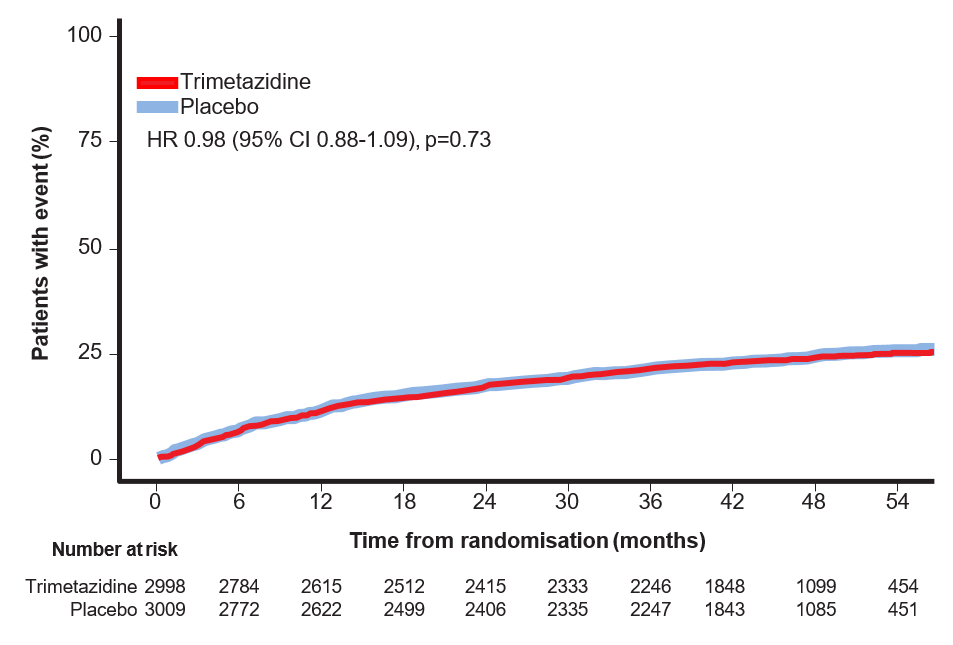 100
Trimetazidine
Placebo
HR 0.98 (95% CI 0.88-1.09), p=0.73
75
50
25
0
Patients with event (%)
0 6 12 18 24 30 36 42 48 54
Time from randomisation (months)
Number at risk
Trimetazidine 2998 2784 2615 2512 2415 2333 2246 1848 1099 454
Placebo 3009 2772 2622 2499 2406 2335 2247 1843 1085 451